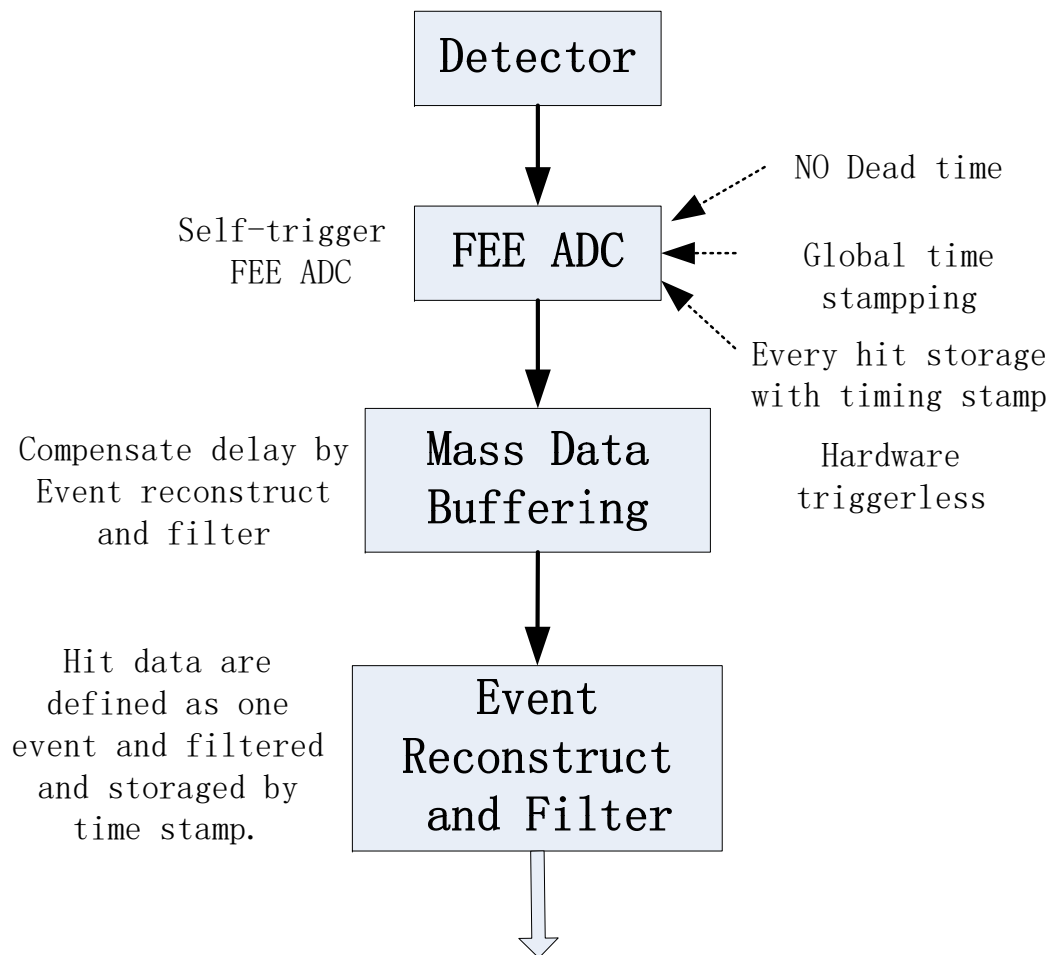 Detector
NO Dead time
Self-trigger
FEE ADC
FEE ADC
Global time
stampping
Every hit storage
with timing stamp
Compensate delay by
Event reconstruct
and filter
Mass Data
Buffering
Hardware
triggerless
Hit data are
defined as one
event and filtered
and storaged by
time stamp.
Event
Reconstruct
and Filter